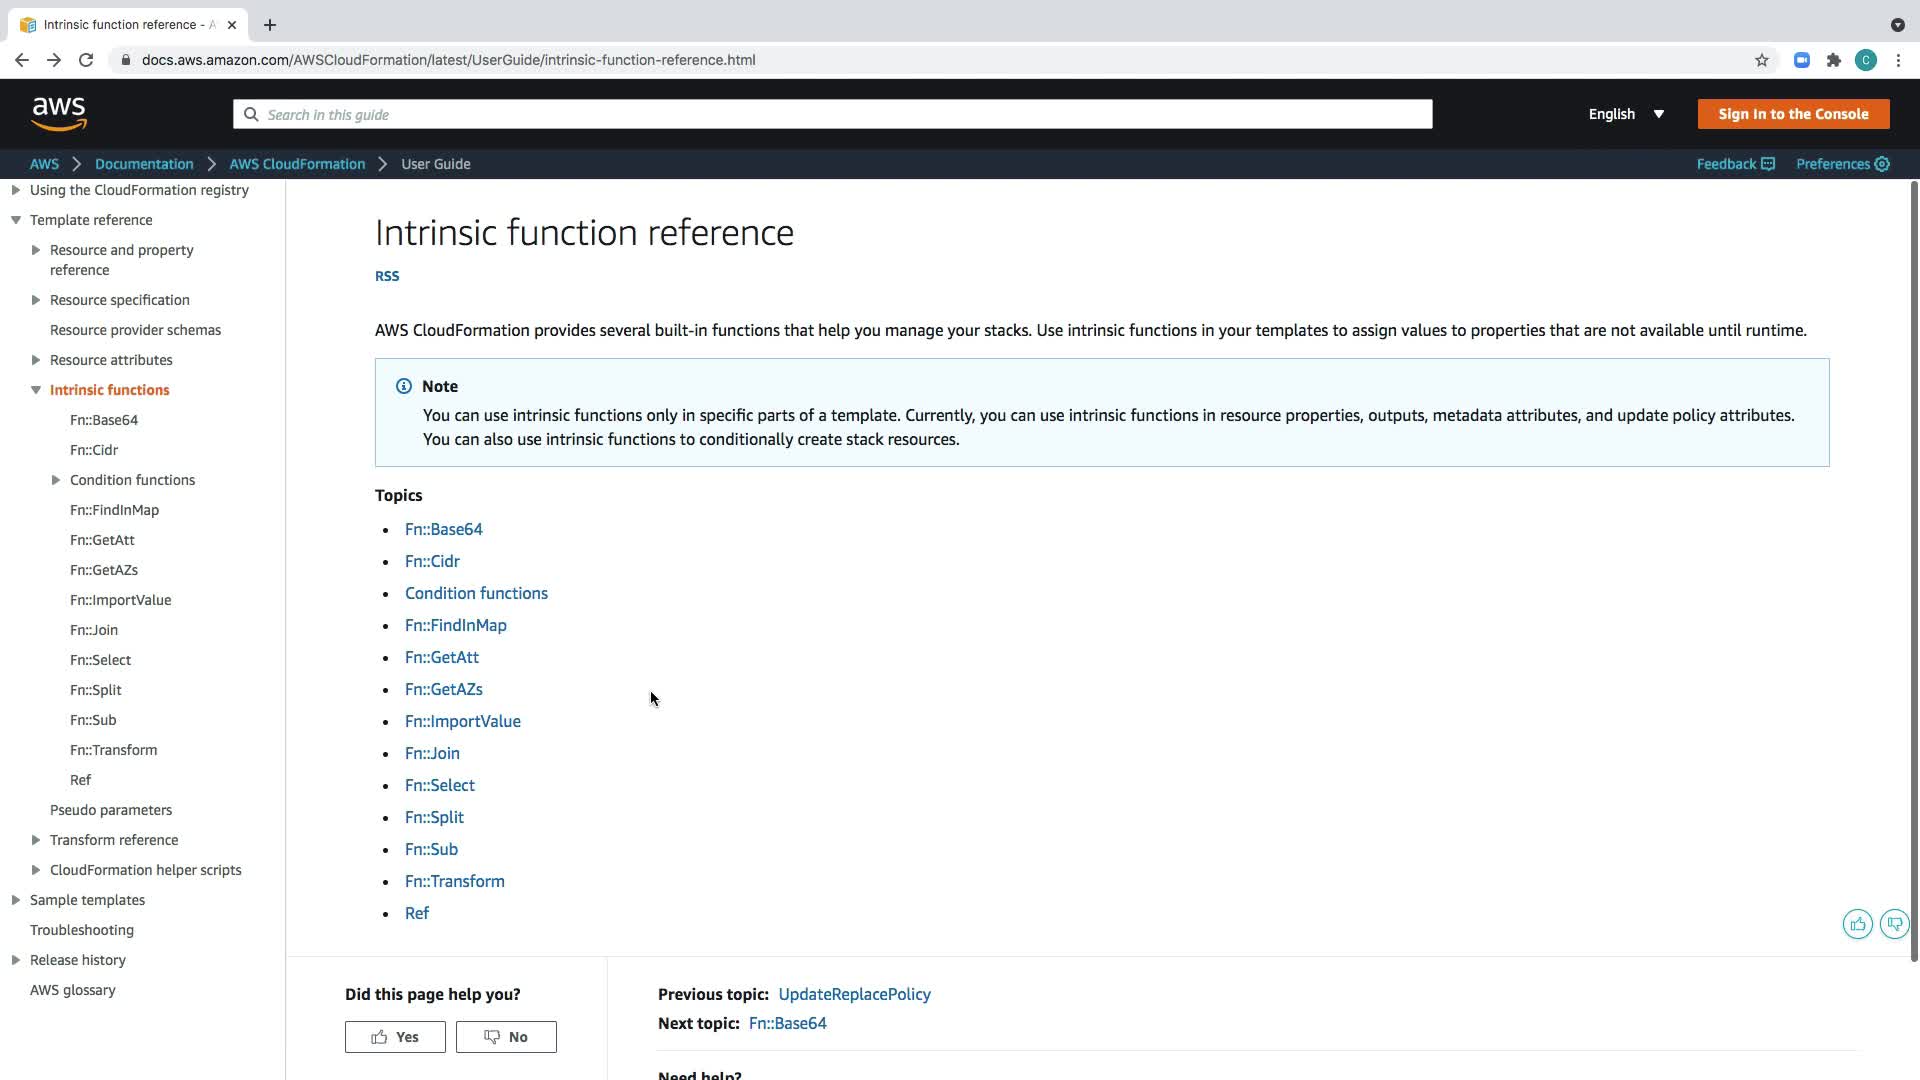 Intrinsic function reference - A
docs.aws.amazon.com/AWSCloudFormation/latest/UserGuide/intrinsic-function-reference.html
C
aws
Search in this guide
English
Sign In to the Console
AWS
Documentation
AWS CloudFormation
User Guide
Feedback
Preferences
Using the CloudFormation registry
Template reference
Resource and property
reference
Resource specification
Resource provider schemas
Resource attributes
Intrinsic functions
Fn::Base64
Fn::Cidr
Condition functions
Fn::FindInMap
Fn::GetAtt
Fn::GetAZs
Fn::ImportValue
Fn::Join
Fn::Select
Fn::Split
Fn::Sub
Fn::Transform
Ref
Pseudo parameters
Transform reference
CloudFormation helper scripts
Sample templates
Troubleshooting
Release history
AWS glossary
Intrinsic function reference
RSS
AWS CloudFormation provides several built-in functions that help you manage your stacks. Use intrinsic functions in your templates to assign values to properties that are not available until runtime.
Note
You can use intrinsic functions only in specific parts of a template. Currently, you can use intrinsic functions in resource properties, outputs, metadata attributes, and update policy attributes.
You can also use intrinsic functions to conditionally create stack resources.
Topics
• Fn::Base64
• Fn::Cidr
• Condition functions
• Fn::FindInMap
• Fn::GetAtt
• Fn::GetAZs
• Fn::ImportValue
• Fn::Join
• Fn::Select
• Fn::Split
• Fn::Sub
• Fn::Transform
• Ref
Did this page help you?
Yes
No
Previous topic: UpdateReplacePolicy
Next topic: Fn::Base64
Need help?